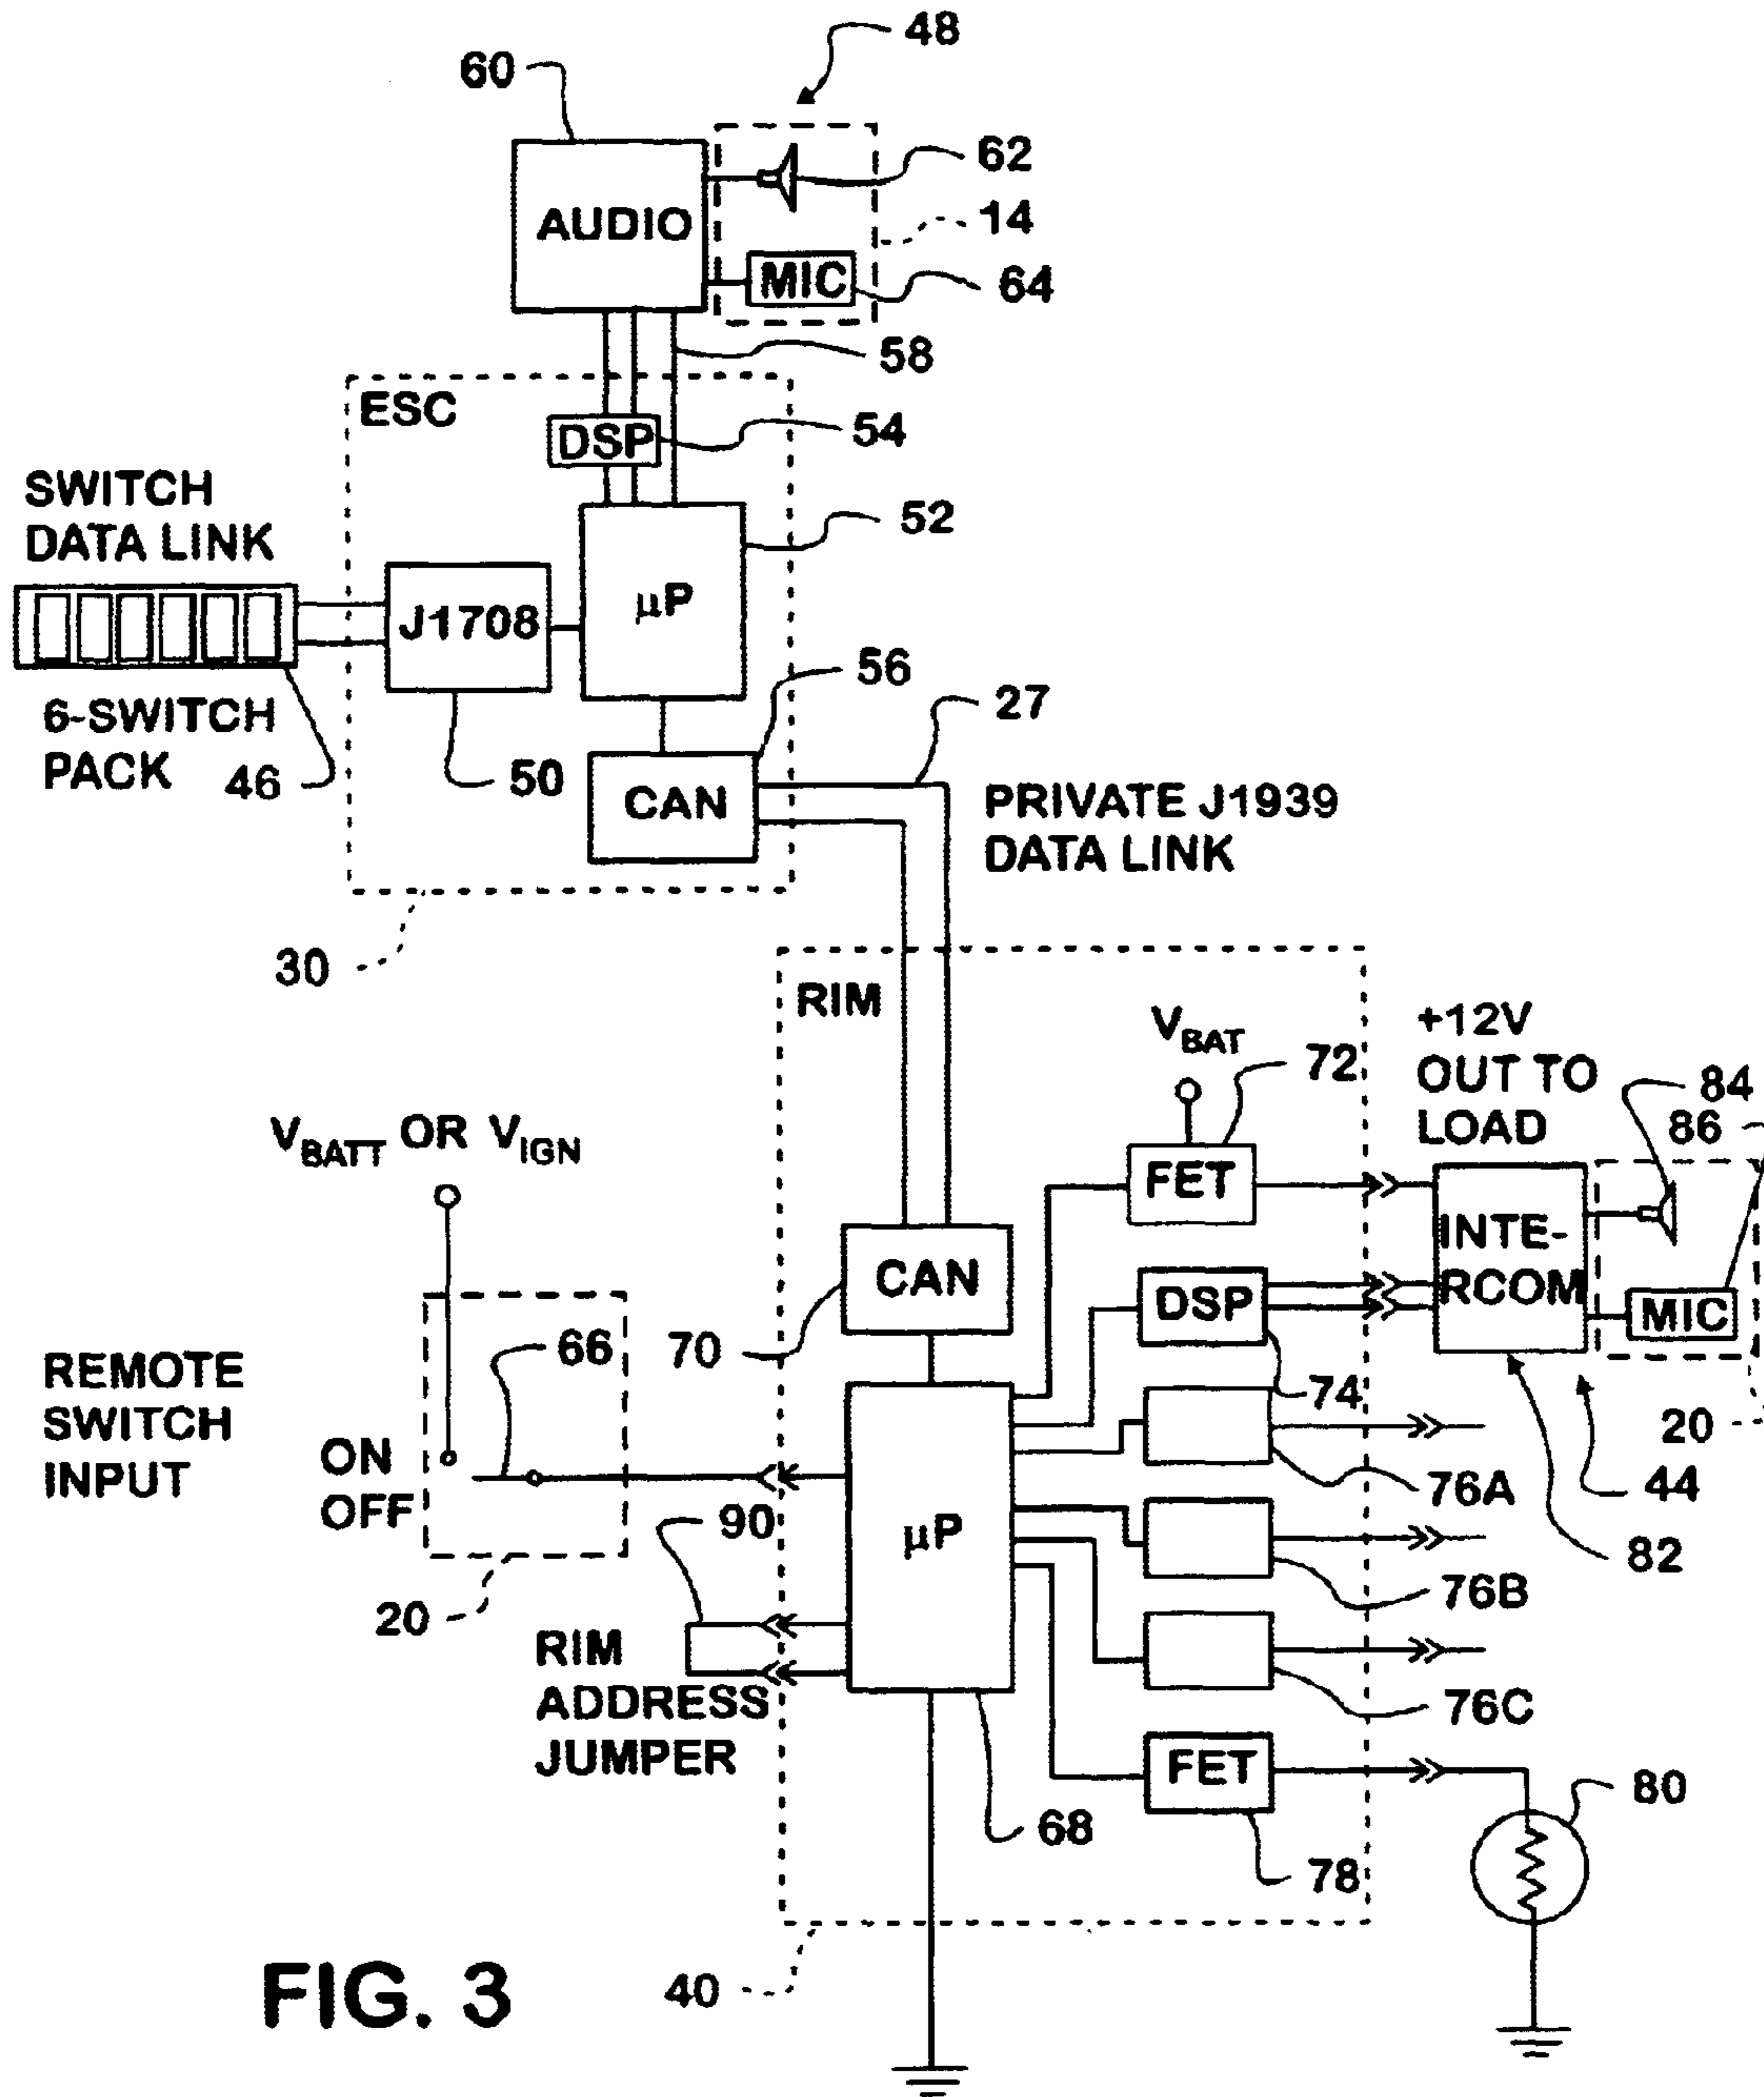 48
60
62
AUDIO
14
MIC
64
58
ESC
DSP
54
SWITCH
DATA LINK
52
J1708
µP
56
27
6-SWITCH
PACK
46
50
CAN
PRIVATE J1939
DATA LINK
30
RIM
V_BAT
72
+12V
OUT TO
LOAD
84
86
V_BATT OR V_IGN
FET
INTE-
RCOM
CAN
DSP
MIC
70
66
REMOTE
SWITCH
INPUT
74
20
ON
OFF
76A
44
90
µP
82
76B
20
RIM
ADDRESS
JUMPER
76C
FET
80
68
78
40
FIG. 3